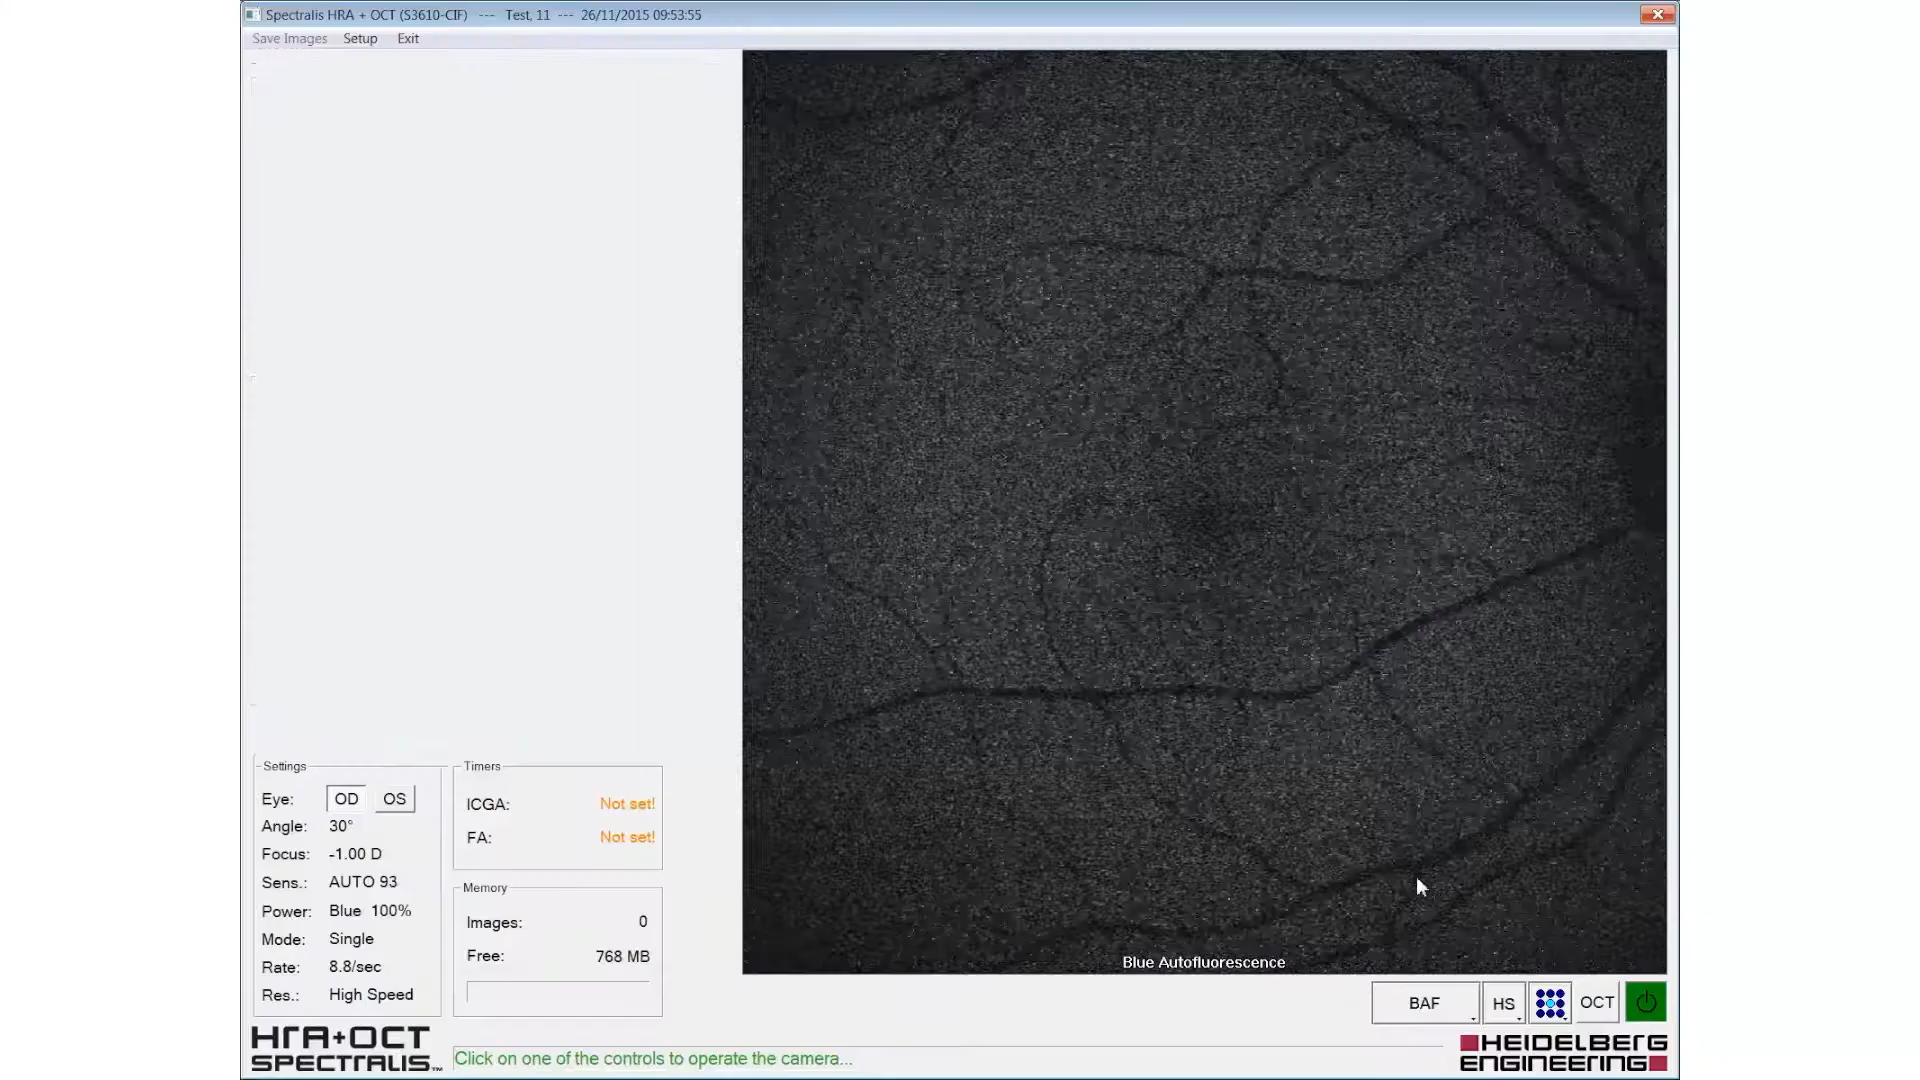 Spectralis HRA + OCT (S3610-CIF) --- Test, 11 --- 26/11/2015 09:53:55
Save Images Setup Exit
Blue Autofluorescence
Settings
Eye: OD OS
Angle: 30°
Focus: -1.00 D
Sens.: AUTO 93
Power: Blue 100%
Mode: Single
Rate: 8.8/sec
Res.: High Speed
Timers
ICGA: Not set!
FA: Not set!
Memory
Images: 0
Free: 768 MB
BAF HS OCT
HRA+OCT
SPECTRALIS™
Click on one of the controls to operate the camera...
HEIDELBERG
ENGINEERING